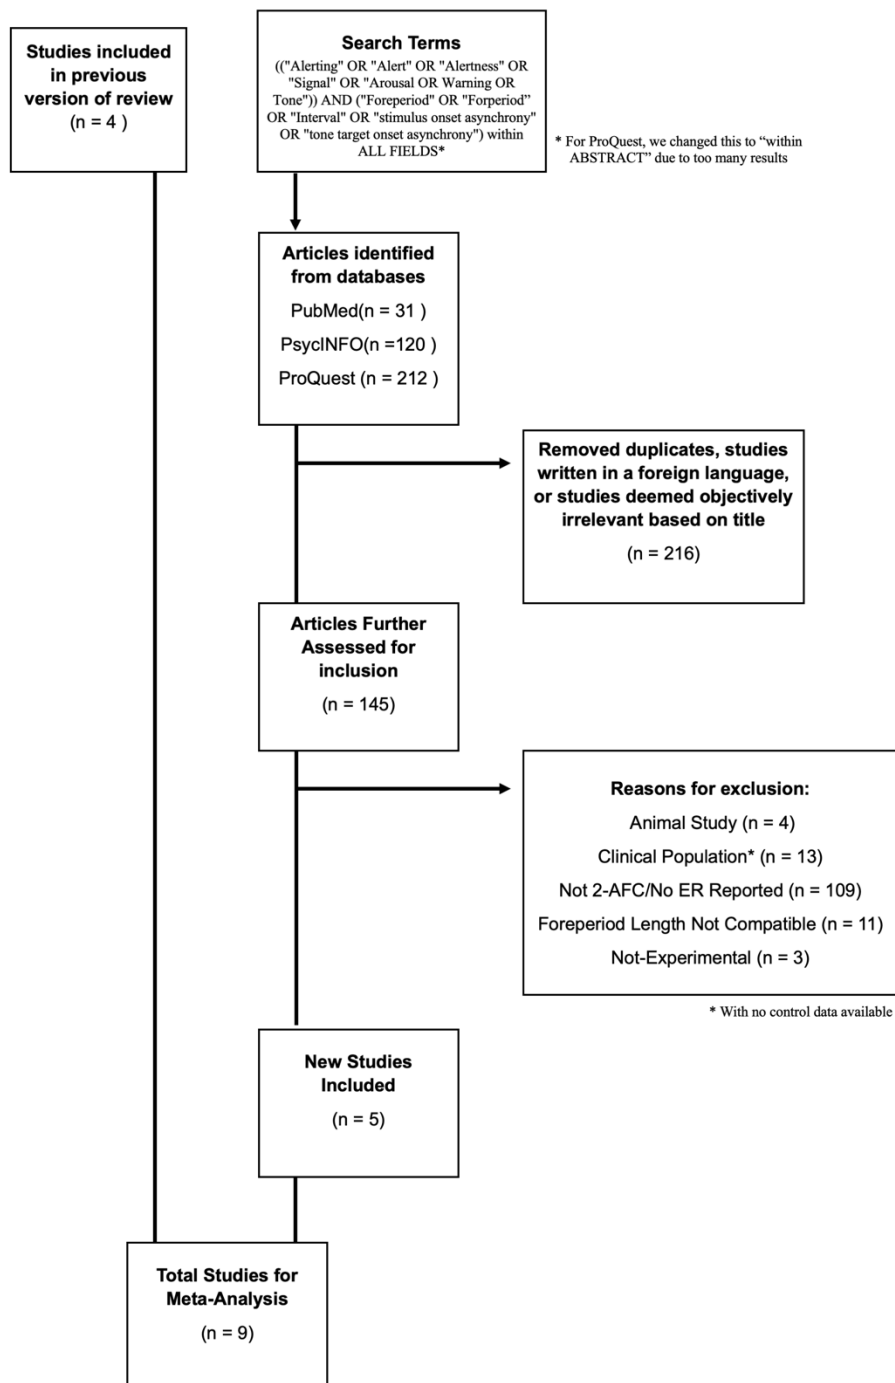 Studies included
in previous
version of review
(n = 4 )
Search Terms
(("Alerting" OR "Alert" OR "Alertness" OR
"Signal" OR "Arousal OR Warning OR
Tone")) AND ("Foreperiod" OR "Forperiod”
OR "Interval" OR "stimulus onset asynchrony"
OR "tone target onset asynchrony") within
ALL FIELDS*
* For ProQuest, we changed this to “within
ABSTRACT” due to too many results
Articles identified
from databases
PubMed(n = 31 )
PsycINFO(n =120 )
ProQuest (n = 212 )
Removed duplicates, studies
written in a foreign language,
or studies deemed objectively
irrelevant based on title
(n = 216)
Articles Further
Assessed for
inclusion
(n = 145)
Reasons for exclusion:
Animal Study (n = 4)
Clinical Population* (n = 13)
Not 2-AFC/No ER Reported (n = 109)
Foreperiod Length Not Compatible (n = 11)
Not-Experimental (n = 3)
* With no control data available
New Studies
Included
(n = 5)
Total Studies for
Meta-Analysis
(n = 9)